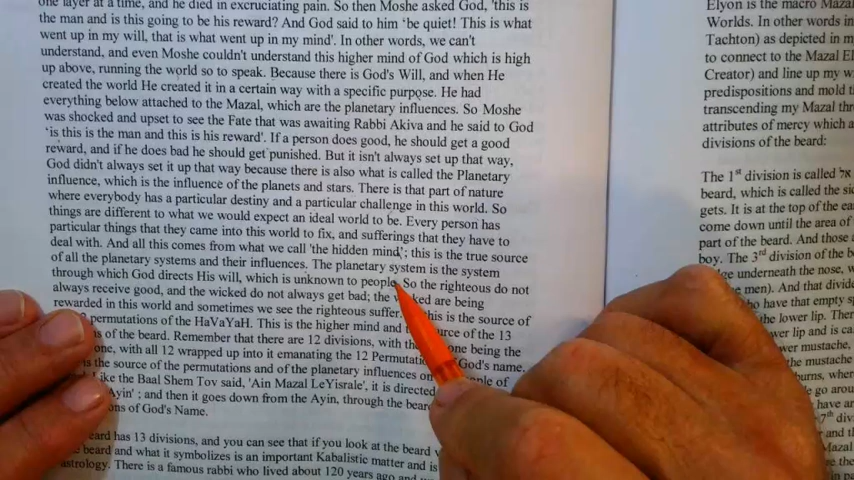 one layer at a time, and he died in excruciating pain. So then Moshe asked God, 'this is
the man and is this going to be his reward? And God said to him 'be quiet! This is what
went up in my will, that is what went up in my mind'. In other words, we can't
understand, and even Moshe couldn't understand this higher mind of God which is high
up above, running the world so to speak. Because there is God's Will, and when He
created the world He created it in a certain way with a specific purpose. He had
everything below attached to the Mazal, which are the planetary influences. So Moshe
was shocked and upset to see the Fate that was awaiting Rabbi Akiva and he said to God
'is this is the man and this is his reward'. If a person does good, he should get a good
reward, and if he does bad he should get punished. But it isn't always set up that way,
God didn't always set it up that way because there is also what is called the Planetary
influence, which is the influence of the planets and stars. There is that part of nature
where everybody has a particular destiny and a particular challenge in this world. So
things are different to what we would expect an ideal world to be. Every person has
particular things that they came into this world to fix, and sufferings that they have to
deal with. And all this comes from what we call 'the hidden mind'; this is the true source
of all the planetary systems and their influences. The planetary system is the system
through which God directs His will, which is unknown to people. So the righteous do not
always receive good, and the wicked do not always get bad; the wicked are being
rewarded in this world and sometimes we see the righteous suffer. this is the source of
permutations of the HaVaYaH. This is the higher mind and source of the 13
of the beard. Remember that there are 12 divisions, with the one being the
one, with all 12 wrapped up into it emanating the 12 God's name.
the source of the permutations and of the planetary influences on people of
Like the Baal Shem Tov said, 'Ain Mazal LeYisrale', it is directed
Ayin' ; and then it goes down from the Ayin, through the beard
of God's Name.
beard has 13 divisions, and you can see that if you look at the beard
beard and what it symbolizes is an important Kabalistic matter and is
astrology. There is a famous rabbi who lived about 120 years ago and
Elyon is the macro
Worlds. In other words
Tachton) as depicted in
to connect to the Mazal
Creator) and line up my
predispositions and mold
transcending my Mazal
attributes of mercy which
divisions of the beard:
The 1st division is called אל
beard, which is called the
gets. It is at the top of the
come down until the area of
part of the beard. And those
boy. The 3rd division of the
underneath the nose,
men). And that
have that empty
the lower lip. There
lower lip and is
mustache
the mustache
where
go around
have
7th
and
the